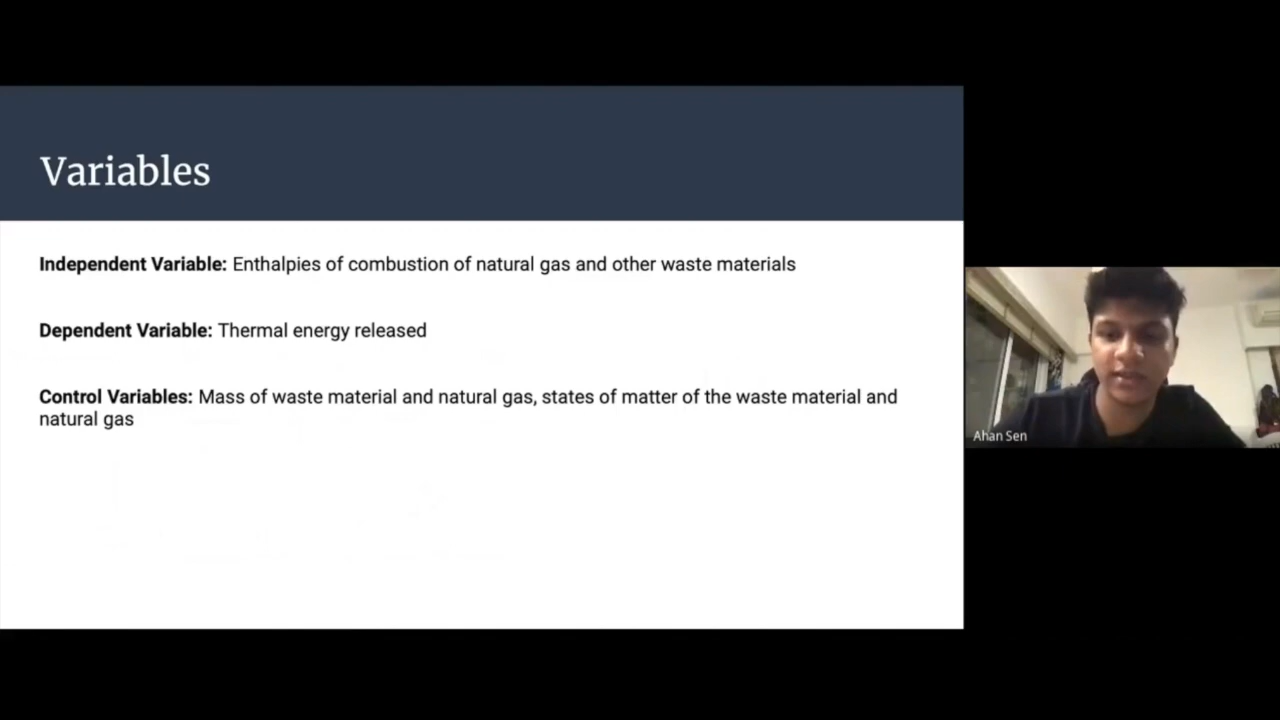 Variables
Independent Variable: Enthalpies of combustion of natural gas and other waste materials
Dependent Variable: Thermal energy released
Control Variables: Mass of waste material and natural gas, states of matter of the waste material and
natural gas
Ahan Sen